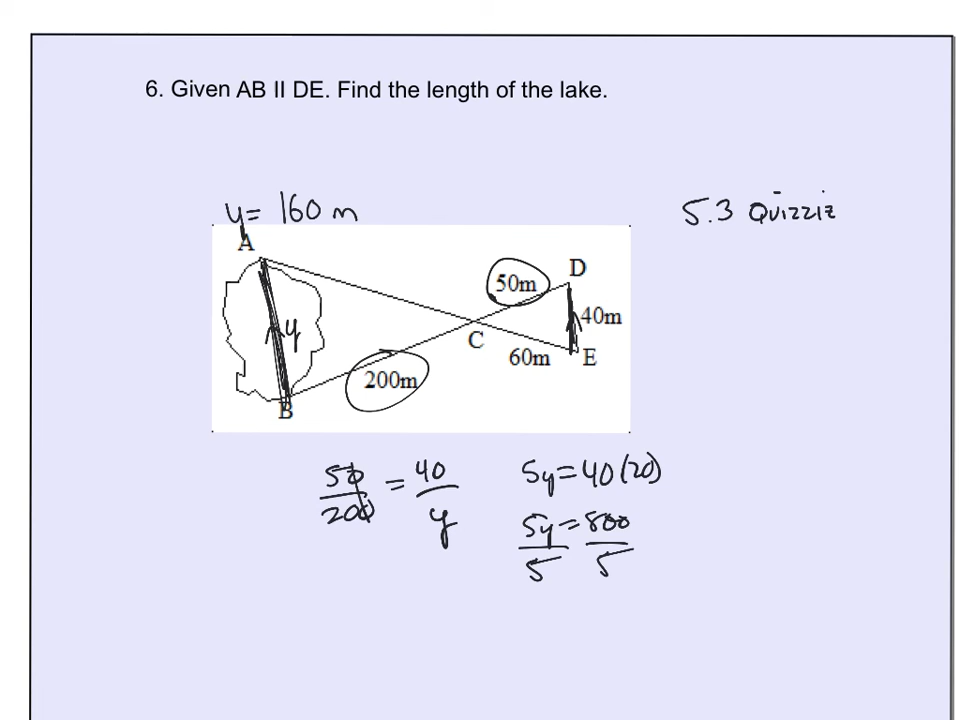 6. Given AB II DE. Find the length of the lake.
y = 160 m
5.3 Quizziz
A
D
50m
y
40m
C
E
60m
200m
B
50/200 = 40/y
5y = 40(20)
5y/5 = 800/5